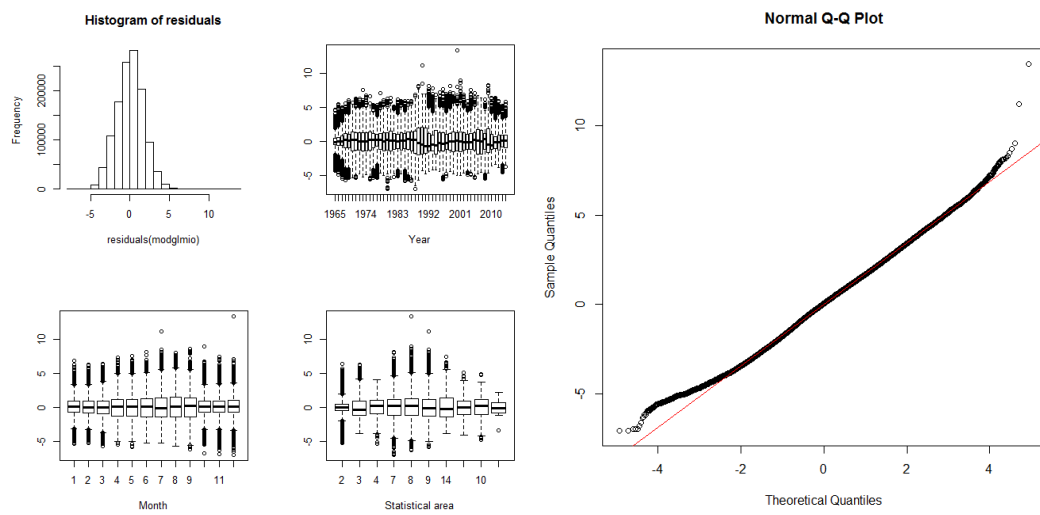 Histogram of residuals
Frequency
0 100000 200000
-5 0 5 10
residuals(modglmio)
-5 0 5 10
1965 1974 1983 1992 2001 2010
Year
-5 0 5 10
1 2 3 4 5 6 7 8 9 11
Month
-5 0 5 10
2 3 4 7 8 9 14 10
Statistical area
Normal Q-Q Plot
Sample Quantiles
-5 0 5 10
-4 -2 0 2 4
Theoretical Quantiles